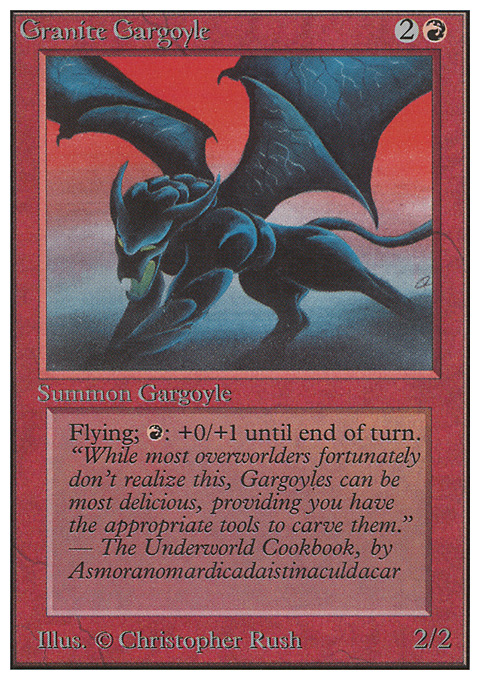 Granite Gargoyle 2
Summon Gargoyle
Flying; : +0/+1 until end of turn.
“While most overworlders fortunately
don’t realize this, Gargoyles can be
most delicious, providing you have
the appropriate tools to carve them.”
— The Underworld Cookbook, by
Asmoranomardicadaistinaculdacar
Illus. © Christopher Rush 2/2